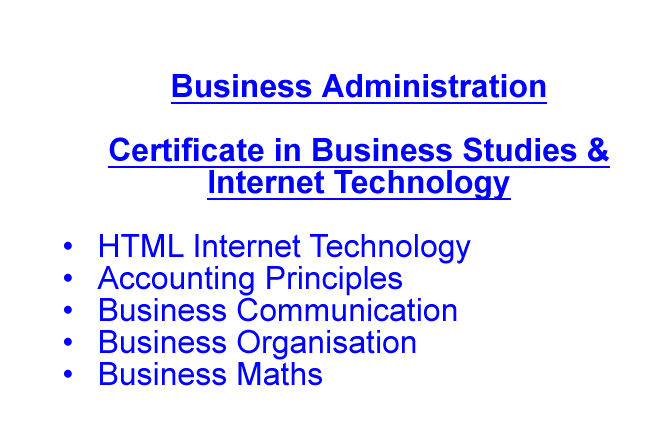 Business Administration
Certificate in Business Studies &
Internet Technology
• HTML Internet Technology
• Accounting Principles
• Business Communication
• Business Organisation
• Business Maths